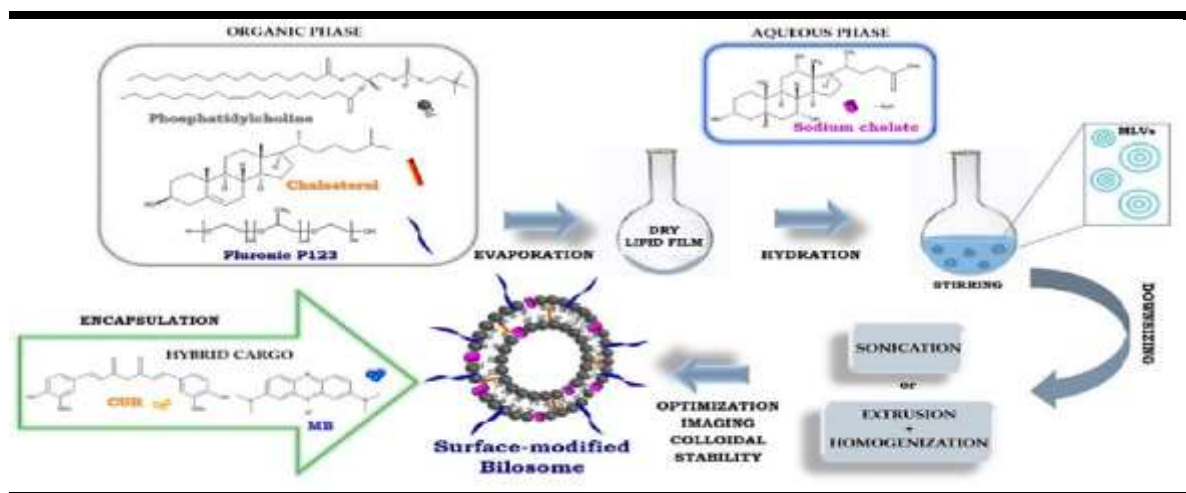 ORGANIC PHASE
AQUEOUS PHASE
Phosphatidylcholine
Cholesterol
Pluronic P123
Sodium cholate
MLVs
EVAPORATION
DRY
LIPID FILM
HYDRATION
STIRRING
DOWNSIZING
ENCAPSULATION
HYBRID CARGO
CUR
MB
Surface-modified
Bilosome
OPTIMIZATION
IMAGING
COLLOIDAL
STABILITY
SONICATION
or
EXTRUSION
+
HOMOGENIZATION